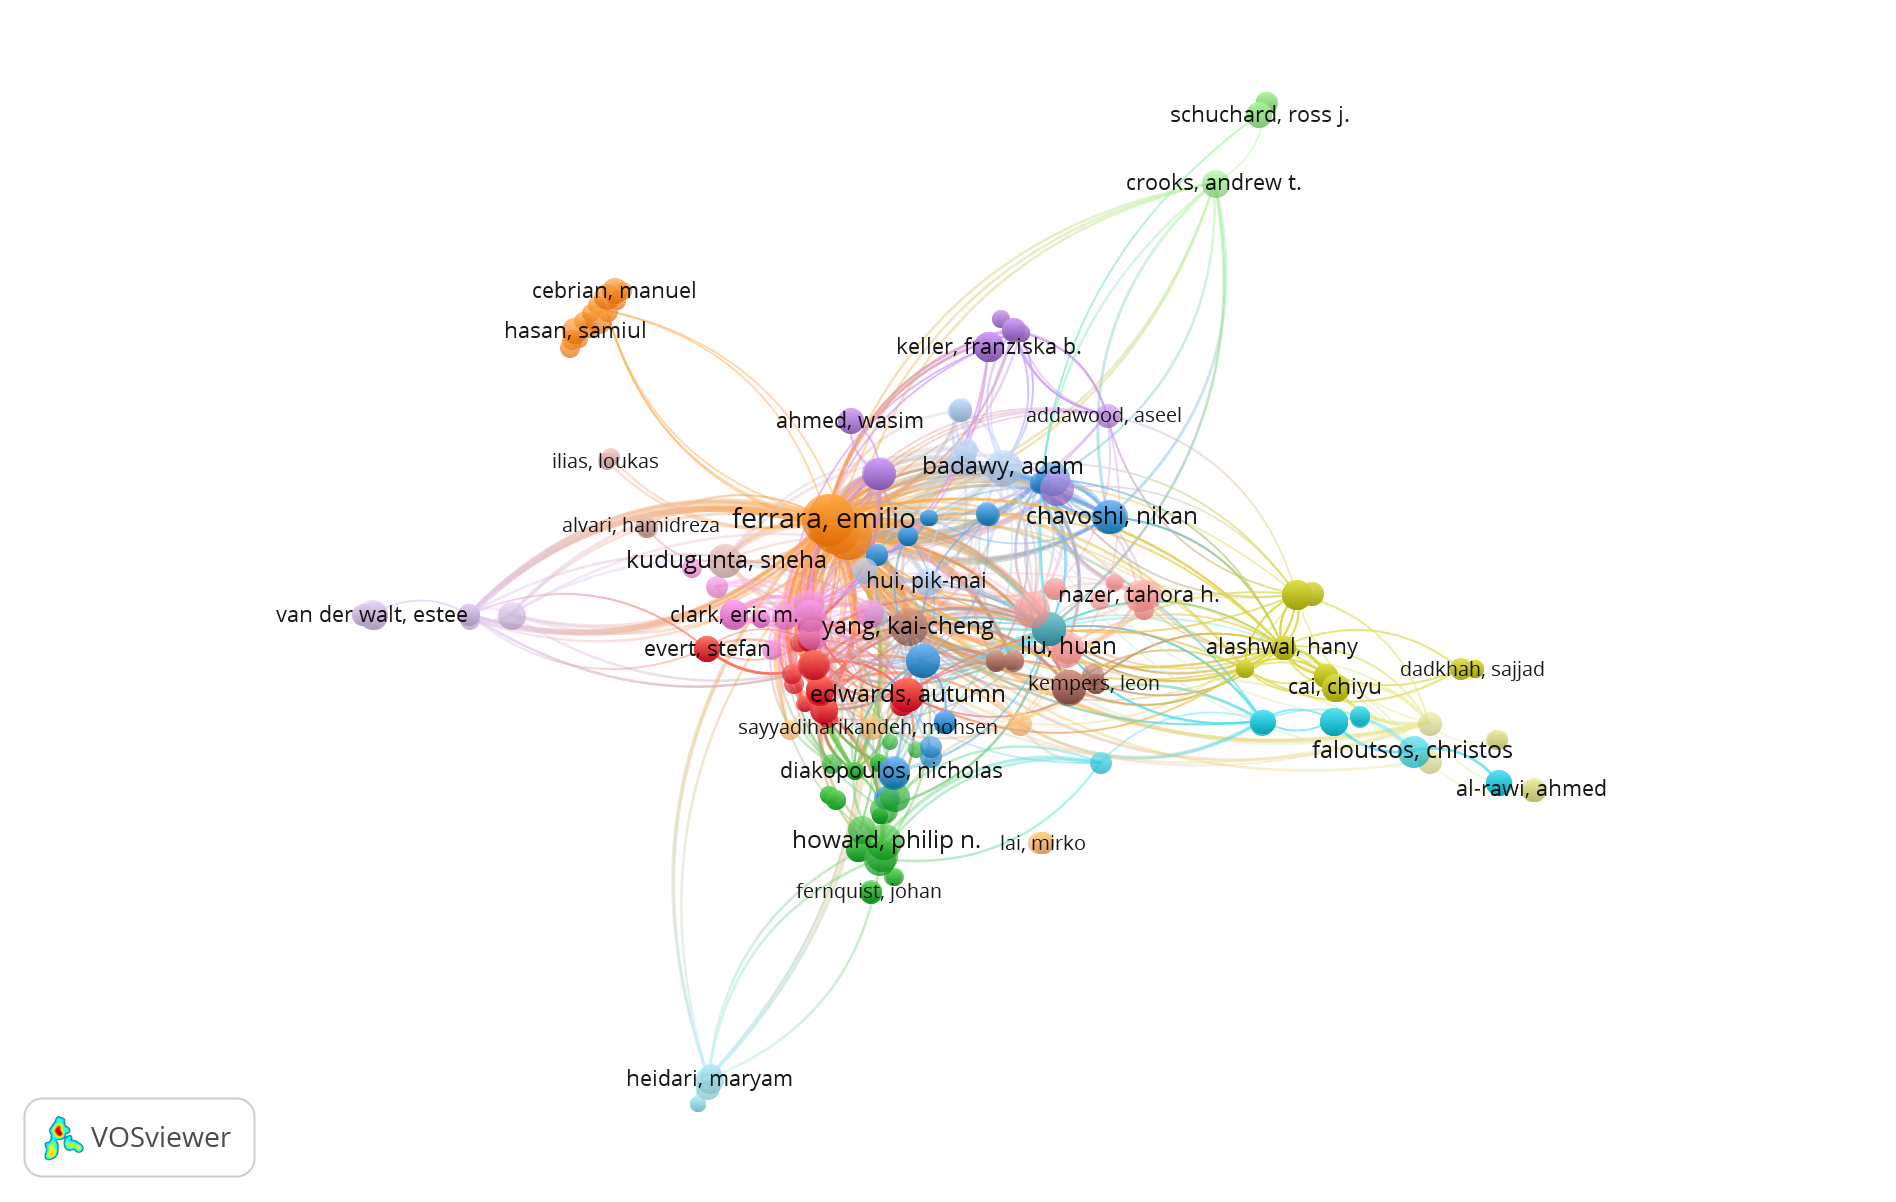 schuchard, ross j.
crooks, andrew t.
cebrian, manuel
hasan, samiul
keller, franziska b.
ahmed, wasim
addawood, aseel
ilias, loukas
badawy, adam
ferrara, emilio
chavoshi, nikan
alvari, hamidreza
kudugunta, sneha
hui, pik-mai
nazer, tahora h.
van der walt, estee
clark, eric m.
yang, kai-cheng
evert, stefan
liu, huan
alashwal, hany
dadkhah, sajjad
kempers, leon
cai, chiyu
edwards, autumn
sayyadiharikandeh, mohsen
faloutsos, christos
diakopoulos, nicholas
al-rawi, ahmed
howard, philip n.
lai, mirko
fernquist, johan
heidari, maryam
VOSviewer